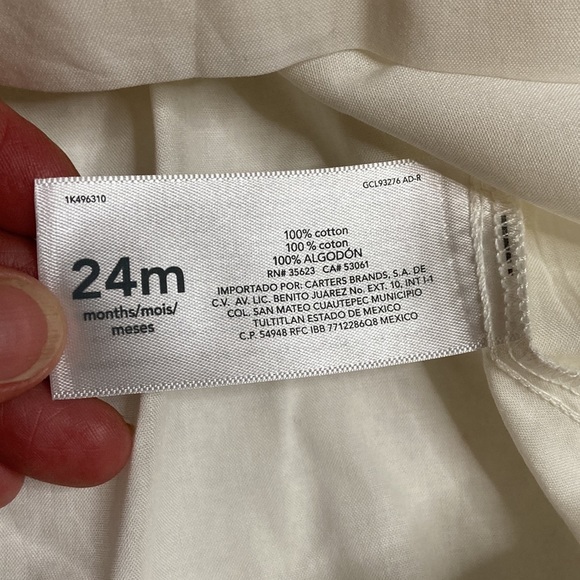 1K496310
GCL93276 AD-R
24m
months/mois/
meses
100% cotton
100% coton
100% ALGODÓN
RN# 35623 CA# 53061
IMPORTADO POR: CARTERS BRANDS, S.A. DE
C.V. AV. LIC. BENITO JUÁREZ No. EXT. 10, INT I-1
COL. SAN MATEO CUAUTEPEC MUNICIPIO
TULTITLAN ESTADO DE MEXICO
C.P. 54948 RFC IBB 7712286Q8 MEXICO